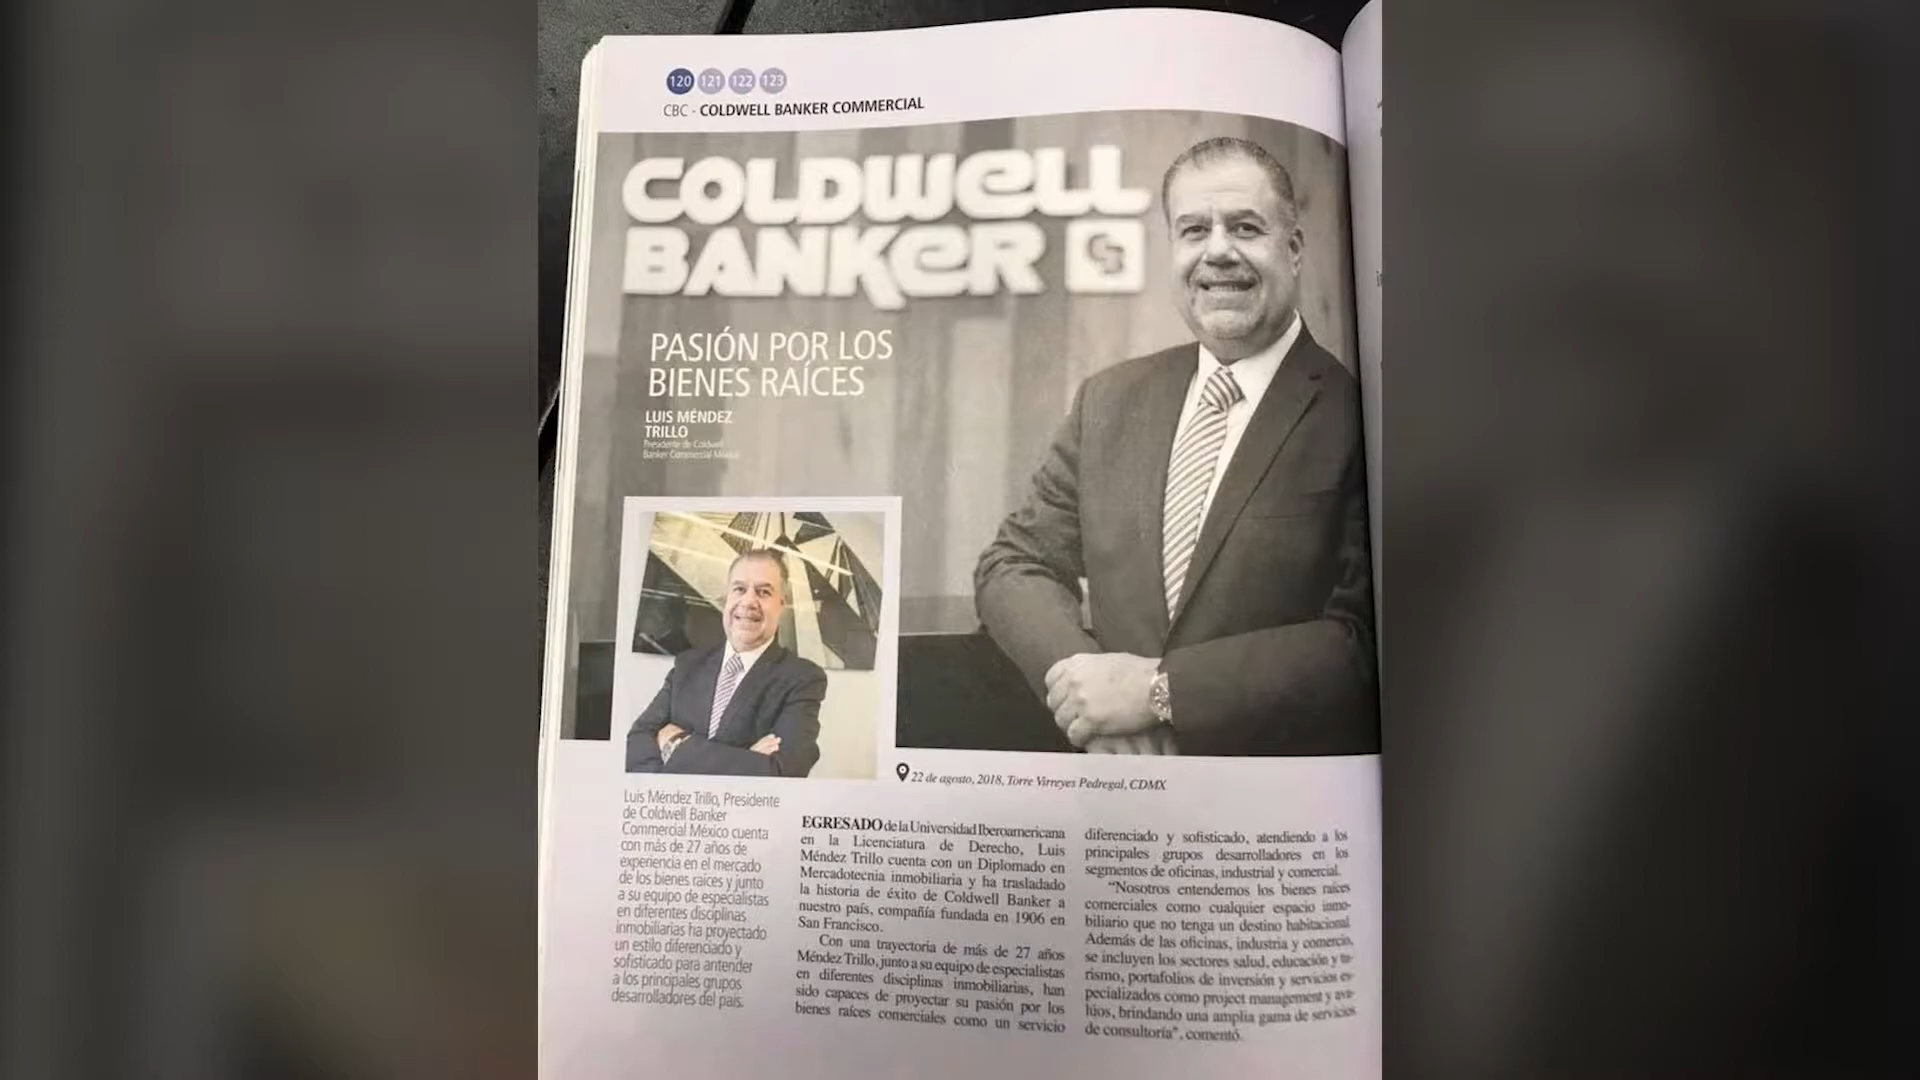 120 121 122 123
CBC - COLDWELL BANKER COMMERCIAL
COLDWELL
BANKER CB
PASIÓN POR LOS
BIENES RAÍCES
LUIS MÉNDEZ
TRILLO
Presidente de Coldwell
Banker Commercial México
22 de agosto, 2018, Torre Virreyes Pedregal, CDMX
Luis Méndez Trillo, Presidente
de Coldwell Banker
Commercial México cuenta
con más de 27 años de
experiencia en el mercado
de los bienes raíces y junto
a su equipo de especialistas
en diferentes disciplinas
inmobiliarias ha proyectado
un estilo diferenciado y
sofisticado para antender
a los principales grupos
desarrolladores del país.
EGRESADO de la Universidad Iberoamericana
en la Licenciatura de Derecho, Luis
Méndez Trillo cuenta con un Diplomado en
Mercadotecnia inmobiliaria y ha trasladado
la historia de éxito de Coldwell Banker a
nuestro país, compañía fundada en 1906 en
San Francisco.
Con una trayectoria de más de 27 años
Méndez Trillo, junto a su equipo de especialistas
en diferentes disciplinas inmobiliarias, han
sido capaces de proyectar su pasión por los
bienes raíces comerciales como un servicio
diferenciado y sofisticado, atendiendo a los
principales grupos desarrolladores en los
segmentos de oficinas, industrial y comercial.
"Nosotros entendemos los bienes raíces
comerciales como cualquier espacio inmo-
biliario que no tenga un destino habitacional.
Además de las oficinas, industria y comercio,
se incluyen los sectores salud, educación y tu-
rismo, portafolios de inversión y servicios es-
pecializados como project management y ava-
lúos, brindando una amplia gama de servicios
de consultoría", comentó.